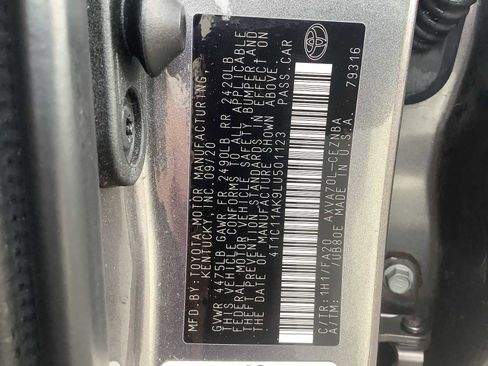 MFD.BY: TOYOTA MOTOR MANUFACTURING,
KENTUCKY, INC. 09/20
GVWR 4475LB GAWR FR 2490LB RR 2420LB
THIS VEHICLE CONFORMS TO ALL APPLICABLE
FEDERAL MOTOR VEHICLE SAFETY, BUMPER, AND
THEFT PREVENTION STANDARDS IN EFFECT ON
THE DATE OF MANUFACTURE SHOWN ABOVE.
4T1C11AK9LU501123 PASS.CAR
C/TR: 1H1/FA20 AXVA70L-CEZNBA
A/TM: /UB80E MADE IN U.S.A. 79316